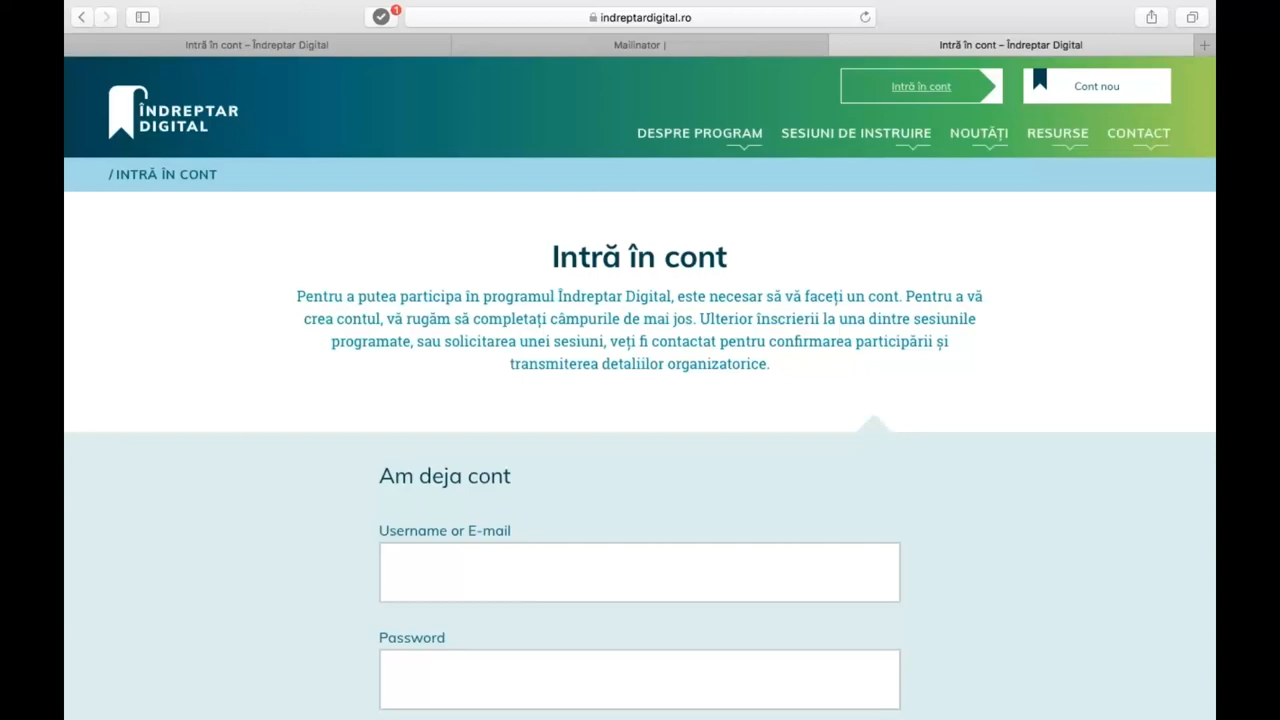 1
indreptardigital.ro
Intră în cont – Îndreptar Digital
Mailinator |
Intră în cont – Îndreptar Digital
ÎNDREPTAR
DIGITAL
Intră în cont
Cont nou
DESPRE PROGRAM
SESIUNI DE INSTRUIRE
NOUTĂȚI
RESURSE
CONTACT
/ INTRĂ ÎN CONT
Intră în cont
Pentru a putea participa în programul Îndreptar Digital, este necesar să vă faceți un cont. Pentru a vă
crea contul, vă rugăm să completați câmpurile de mai jos. Ulterior înscrierii la una dintre sesiunile
programate, sau solicitarea unei sesiuni, veți fi contactat pentru confirmarea participării și
transmiterea detaliilor organizatorice.
Am deja cont
Username or E-mail
Password